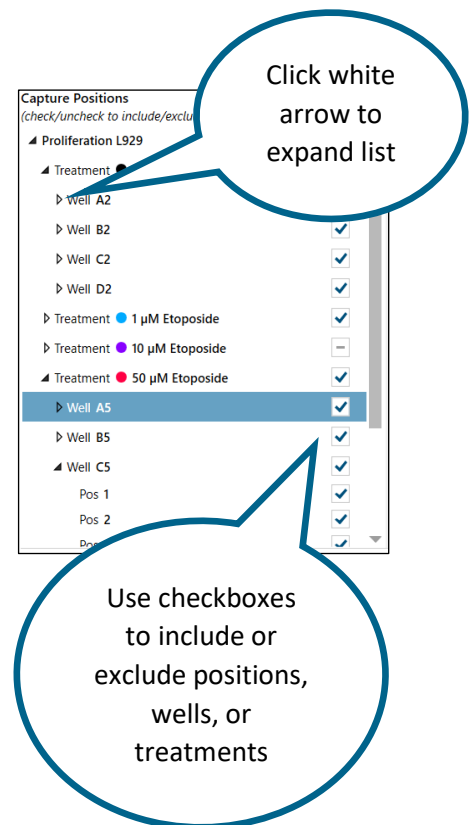 Click white
arrow to
expand list
Capture Positions
(check/uncheck to include/exclu
Proliferation L929
Treatment
Well A2
Well B2
Well C2
Well D2
Treatment 1 µM Etoposide
Treatment 10 µM Etoposide
Treatment 50 µM Etoposide
Well A5
Well B5
Well C5
Pos 1
Pos 2
Pos
Use checkboxes
to include or
exclude positions,
wells, or
treatments